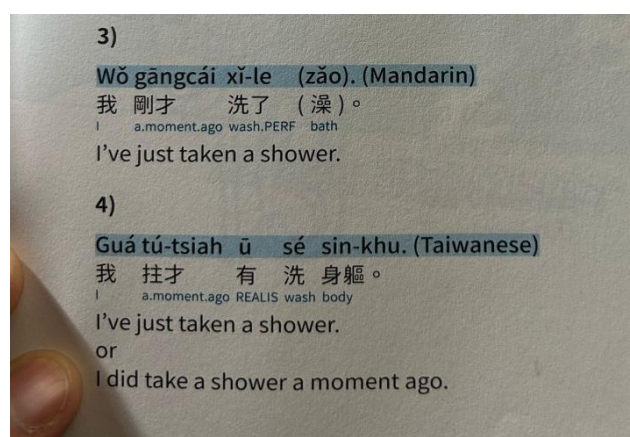 3)
Wǒ gāngcái xǐ-le (zǎo). (Mandarin)
我 剛才 洗了 (澡)。
I a.moment.ago wash.PERF bath
I've just taken a shower.
4)
Guá tú-tsiah ū sé sin-khu. (Taiwanese)
我 拄才 有 洗 身軀。
I a.moment.ago REALIS wash body
I've just taken a shower.
or
I did take a shower a moment ago.